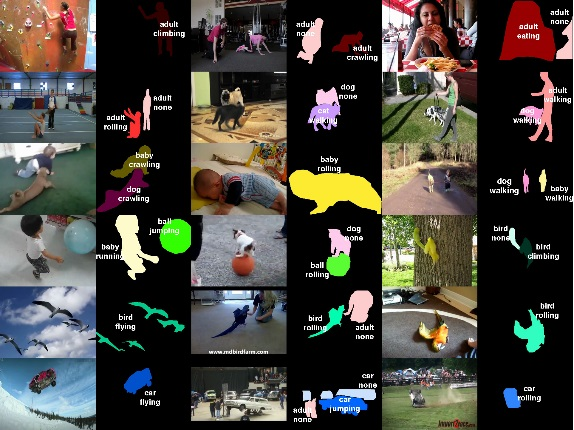 adult
climbing
adult
none
adult
crawling
adult
eating
adult
none
adult
rolling
dog
none
cat
walking
adult
walking
dog
walking
baby
crawling
dog
crawling
baby
rolling
dog
walking
baby
walking
baby
running
ball
jumping
dog
none
ball
rolling
bird
none
bird
climbing
bird
flying
bird
rolling
adult
none
www.mdbirdfarm.com
bird
rolling
car
flying
car
none
adult
none
car
jumping
car
rolling